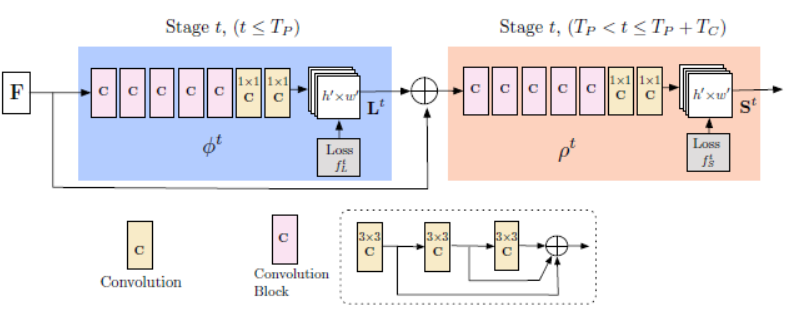 Stage t, (t ≤ T_P)
Stage t, (T_P < t ≤ T_P + T_C)
F
C C C C C 1×1 C 1×1 C
h′×w′
L^t
ϕ^t
Loss
f_L^t
C C C C C 1×1 C 1×1 C
h′×w′
S^t
ρ^t
Loss
f_S^t
C
Convolution
C
Convolution
Block
3×3 C 3×3 C 3×3 C